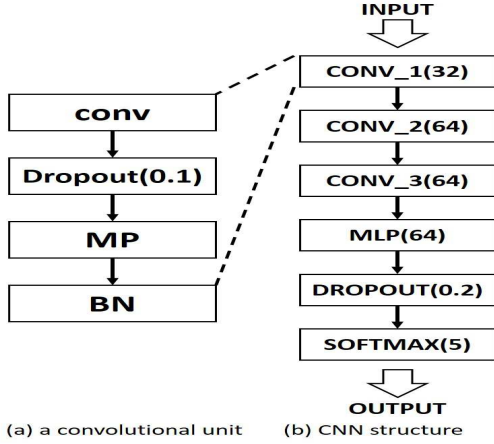 conv
Dropout(0.1)
MP
BN
(a) a convolutional unit
INPUT
CONV_1(32)
CONV_2(64)
CONV_3(64)
MLP(64)
DROPOUT(0.2)
SOFTMAX(5)
OUTPUT
(b) CNN structure